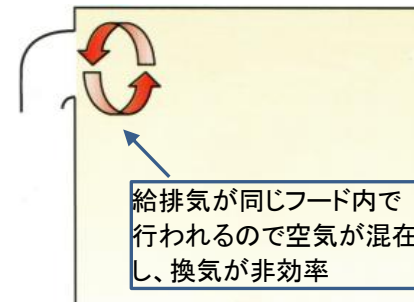 給排気が同じフード内で
行われるので空気が混在
し、換気が非効率